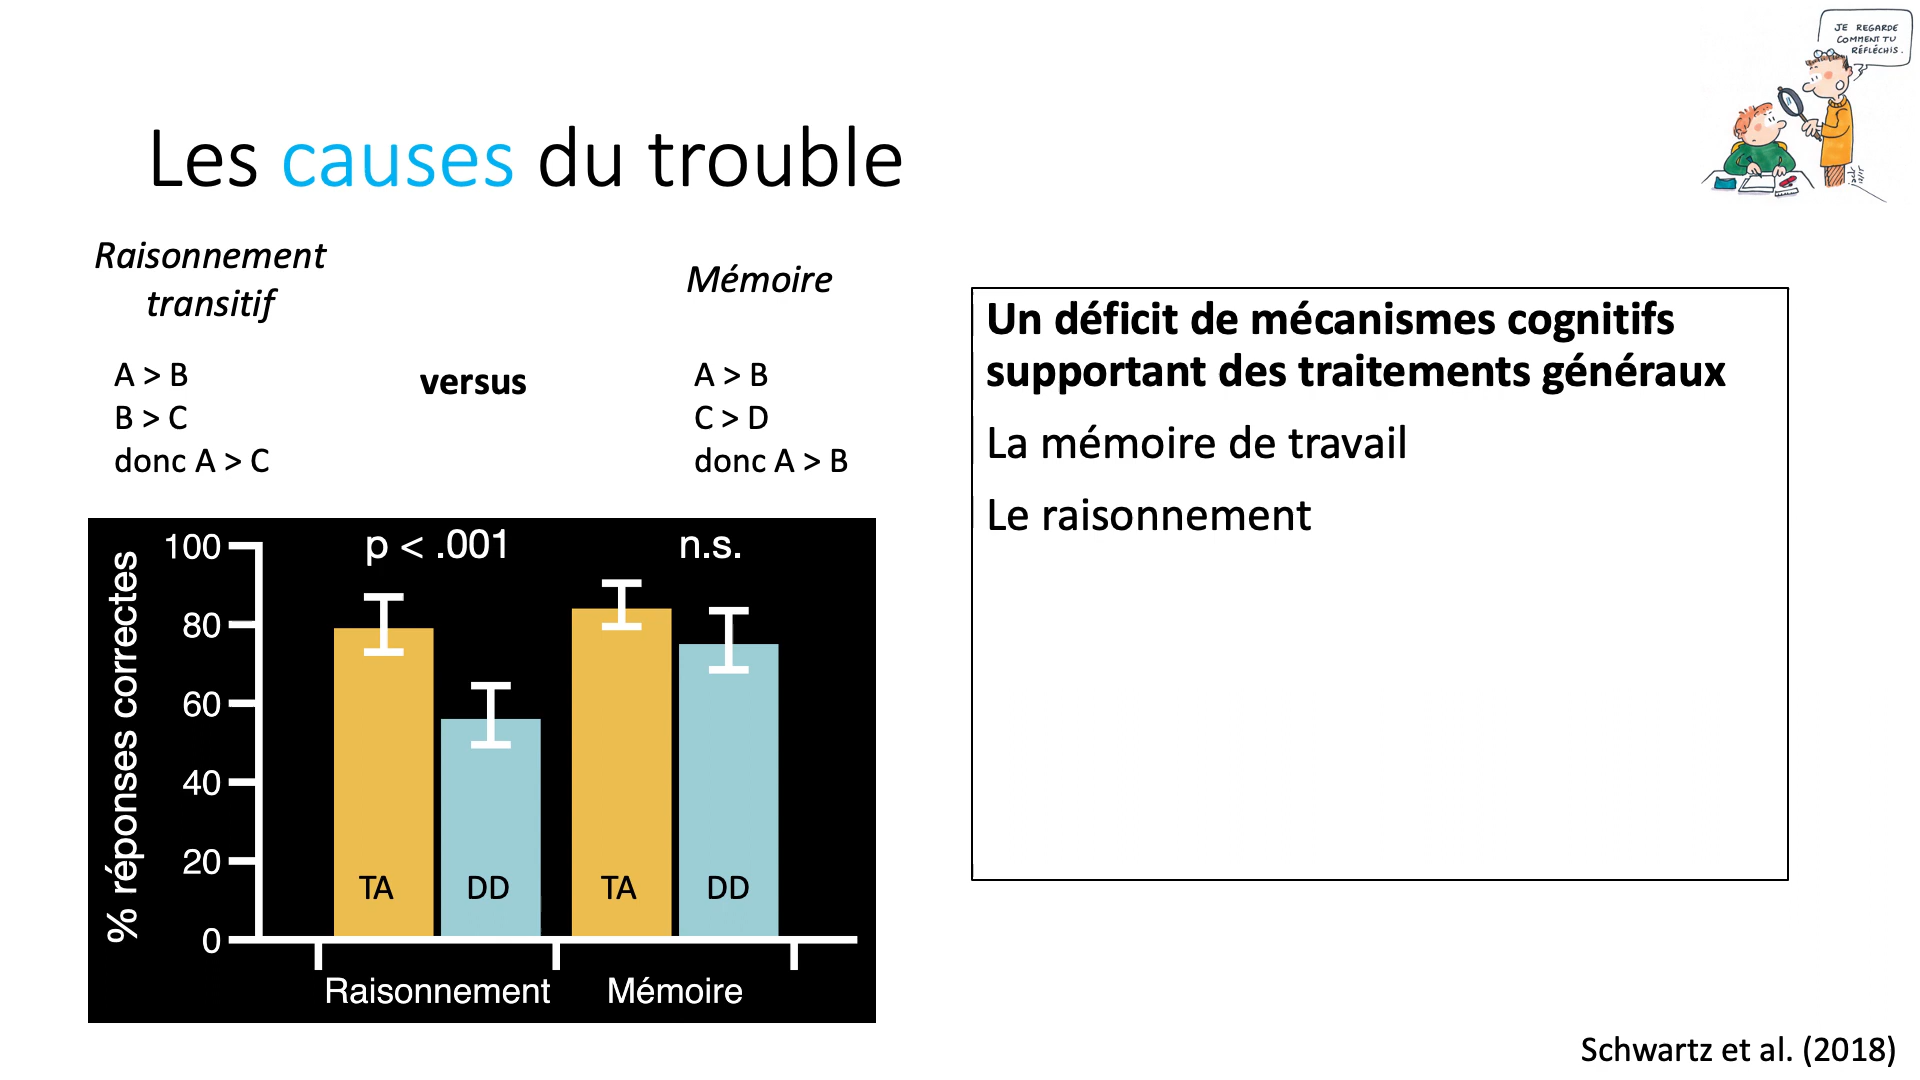 JE REGARDE
COMMENT TU
RÉFLÉCHIS.
Les causes du trouble
Raisonnement
transitif
A > B
B > C
donc A > C
versus
Mémoire
A > B
C > D
donc A > B
% réponses correctes
100
80
60
40
20
0
p < .001
n.s.
TA
DD
TA
DD
Raisonnement
Mémoire
Un déficit de mécanismes cognitifs
supportant des traitements généraux
La mémoire de travail
Le raisonnement
Schwartz et al. (2018)